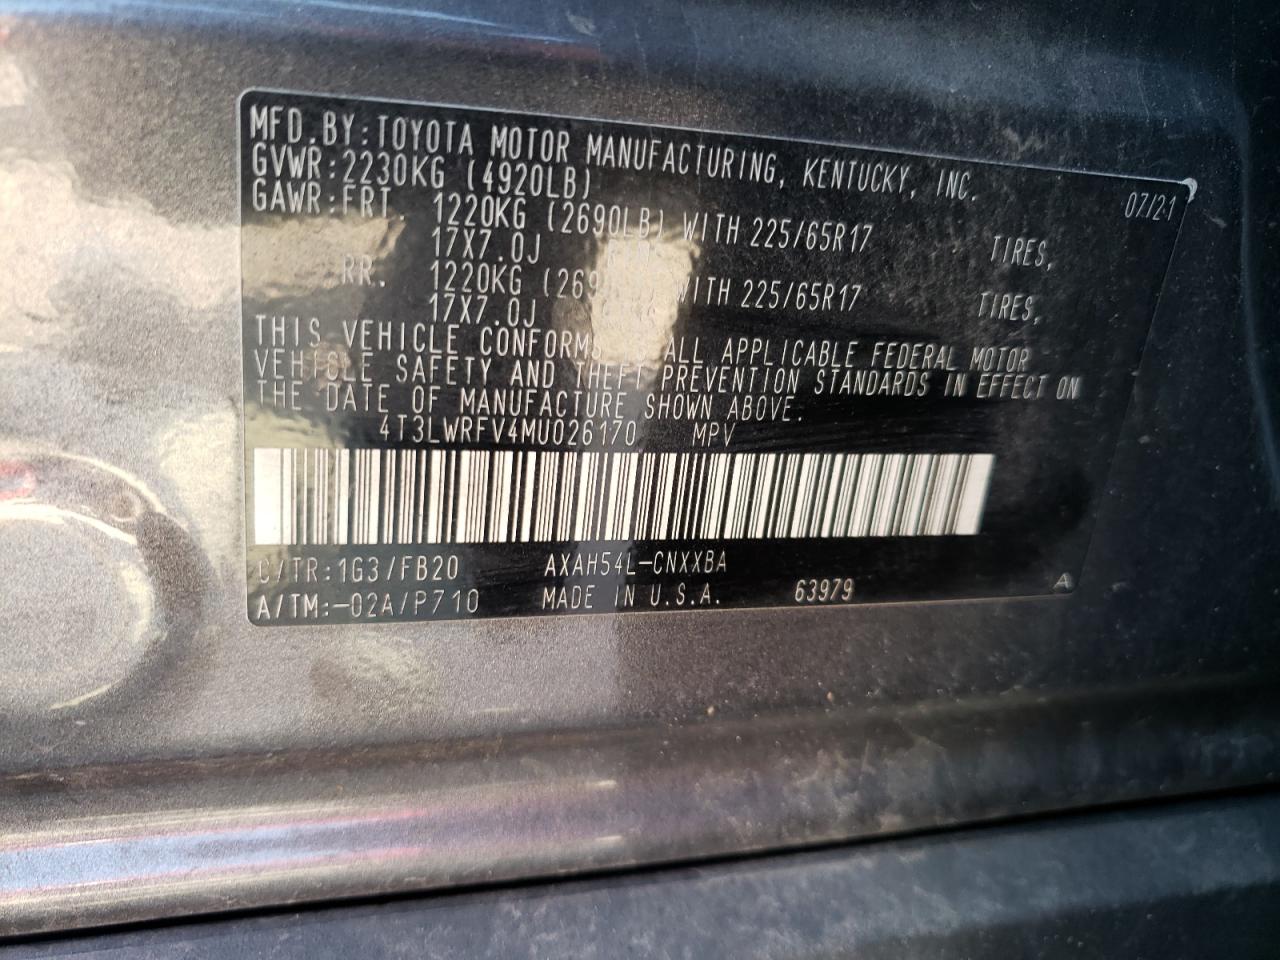 MFD.BY:TOYOTA MOTOR MANUFACTURING, KENTUCKY, INC. 07/21
GVWR:2230KG (4920LB)
GAWR:FRT. 1220KG (2690LB) WITH 225/65R17 TIRES,
17X7.0J
RR. 1220KG WITH 225/65R17 TIRES,
17X7.0J
THIS VEHICLE CONFORMS ALL APPLICABLE FEDERAL MOTOR
VEHICLE SAFETY AND THEFT PREVENTION STANDARDS IN EFFECT ON
THE DATE OF MANUFACTURE SHOWN ABOVE.
4T3LWRFV4MU026170 MPV
C/TR:1G3/FB20 AXAH54L-CNXXBA
A/TM:-02A/P710 MADE IN U.S.A. 63979 A